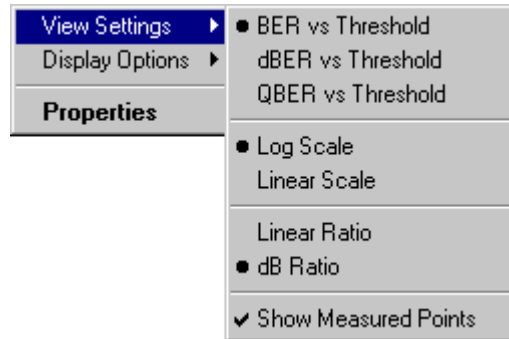 View Settings
Display Options
Properties
BER vs Threshold
dBER vs Threshold
QBER vs Threshold
Log Scale
Linear Scale
Linear Ratio
dB Ratio
Show Measured Points